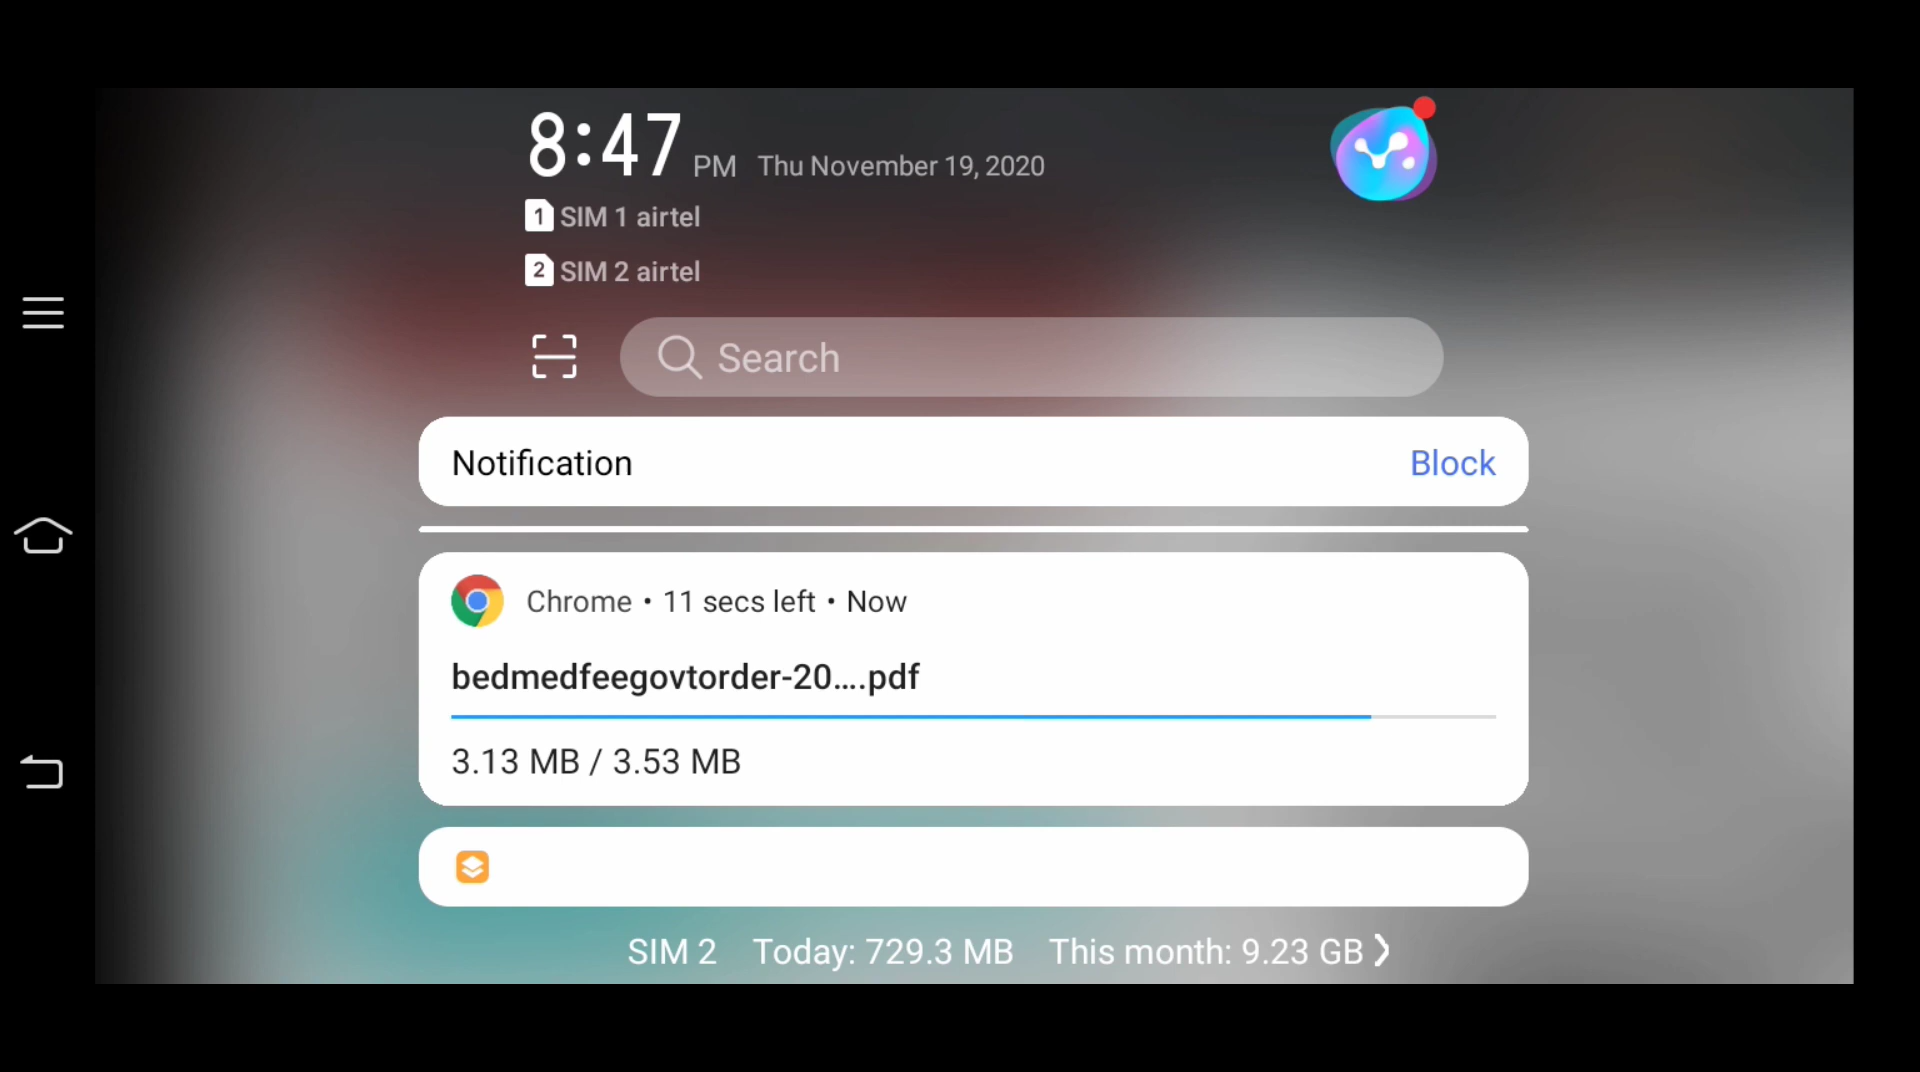 8:47 PM Thu November 19, 2020
1 SIM 1 airtel
2 SIM 2 airtel
Search
Notification Block
Chrome • 11 secs left • Now
bedmedfeegovtorder-20….pdf
3.13 MB / 3.53 MB
SIM 2 Today: 729.3 MB This month: 9.23 GB ❯